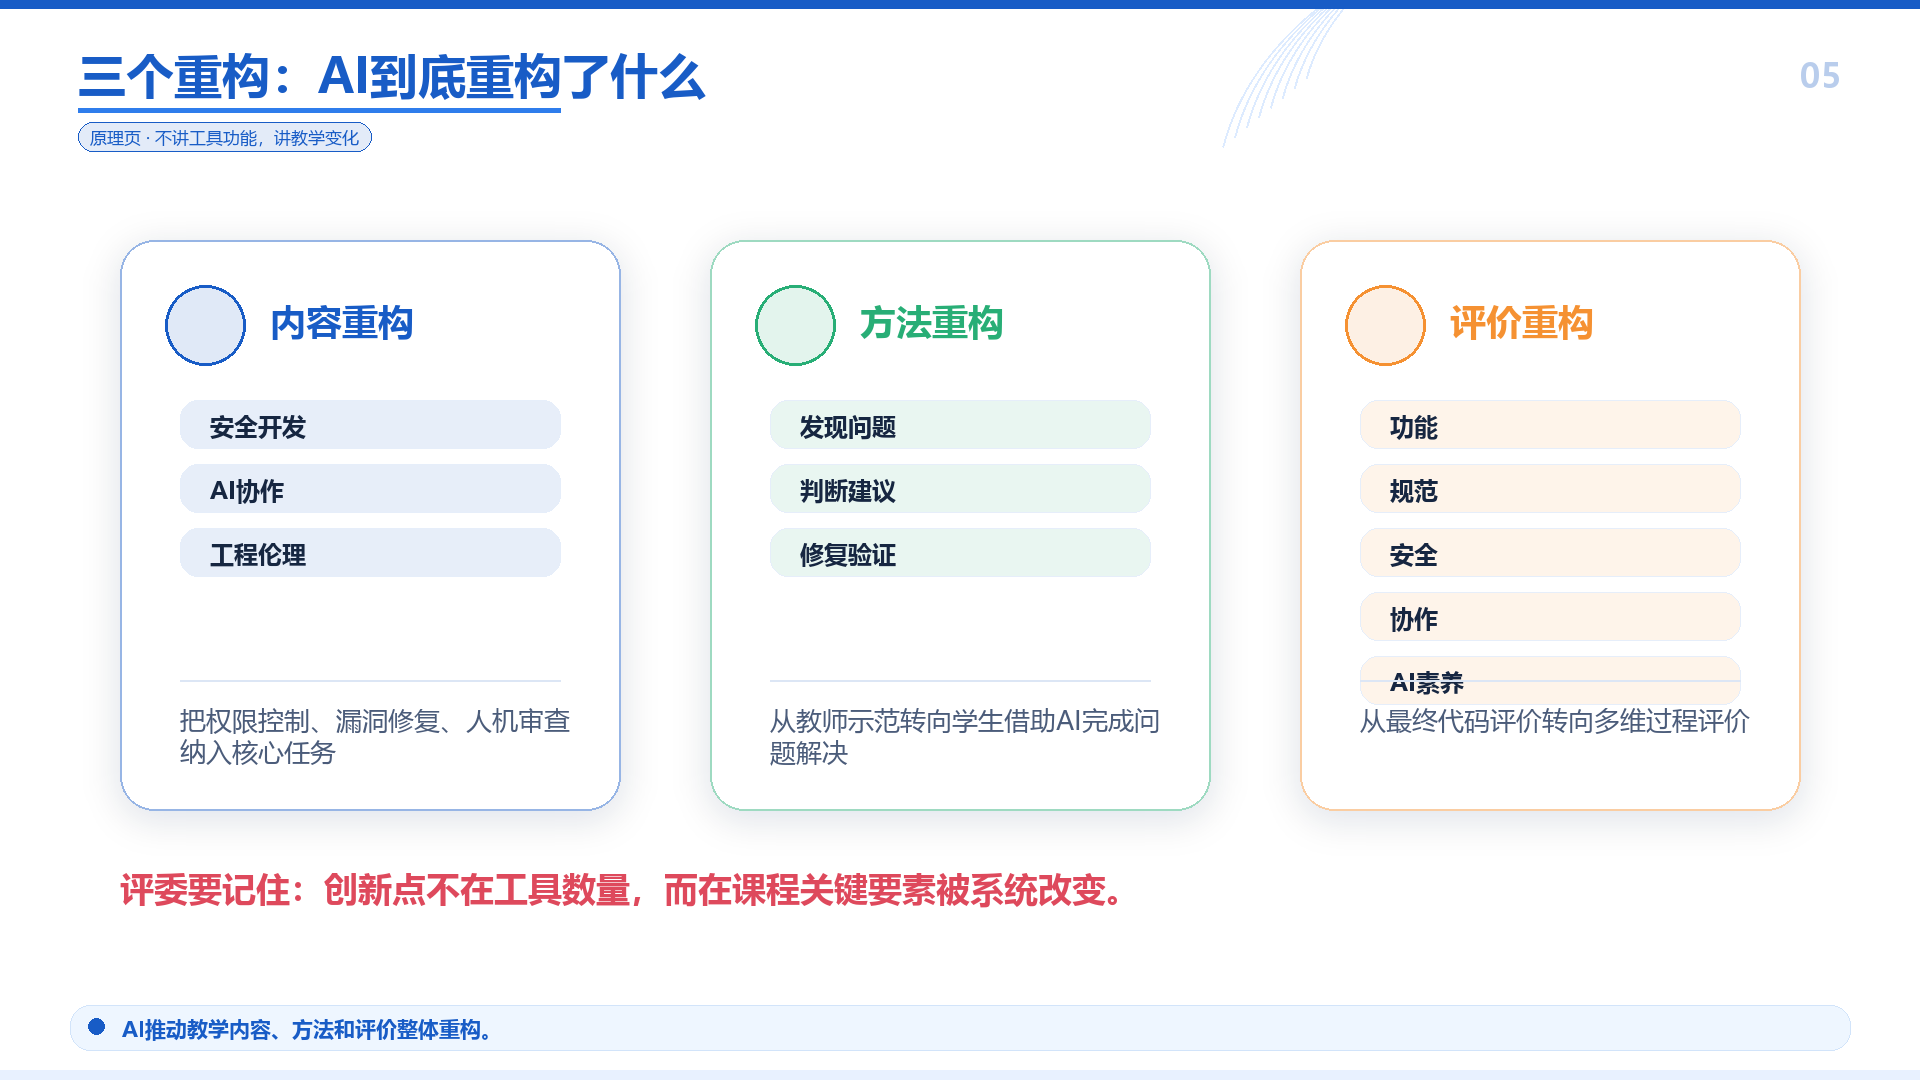 三个重构：AI到底重构了什么
05
原理页 · 不讲工具功能，讲教学变化
内容重构
安全开发
AI协作
工程伦理
把权限控制、漏洞修复、人机审查
纳入核心任务
方法重构
发现问题
判断建议
修复验证
从教师示范转向学生借助AI完成问
题解决
评价重构
功能
规范
安全
协作
AI素养
从最终代码评价转向多维过程评价
评委要记住：创新点不在工具数量，而在课程关键要素被系统改变。
AI推动教学内容、方法和评价整体重构。